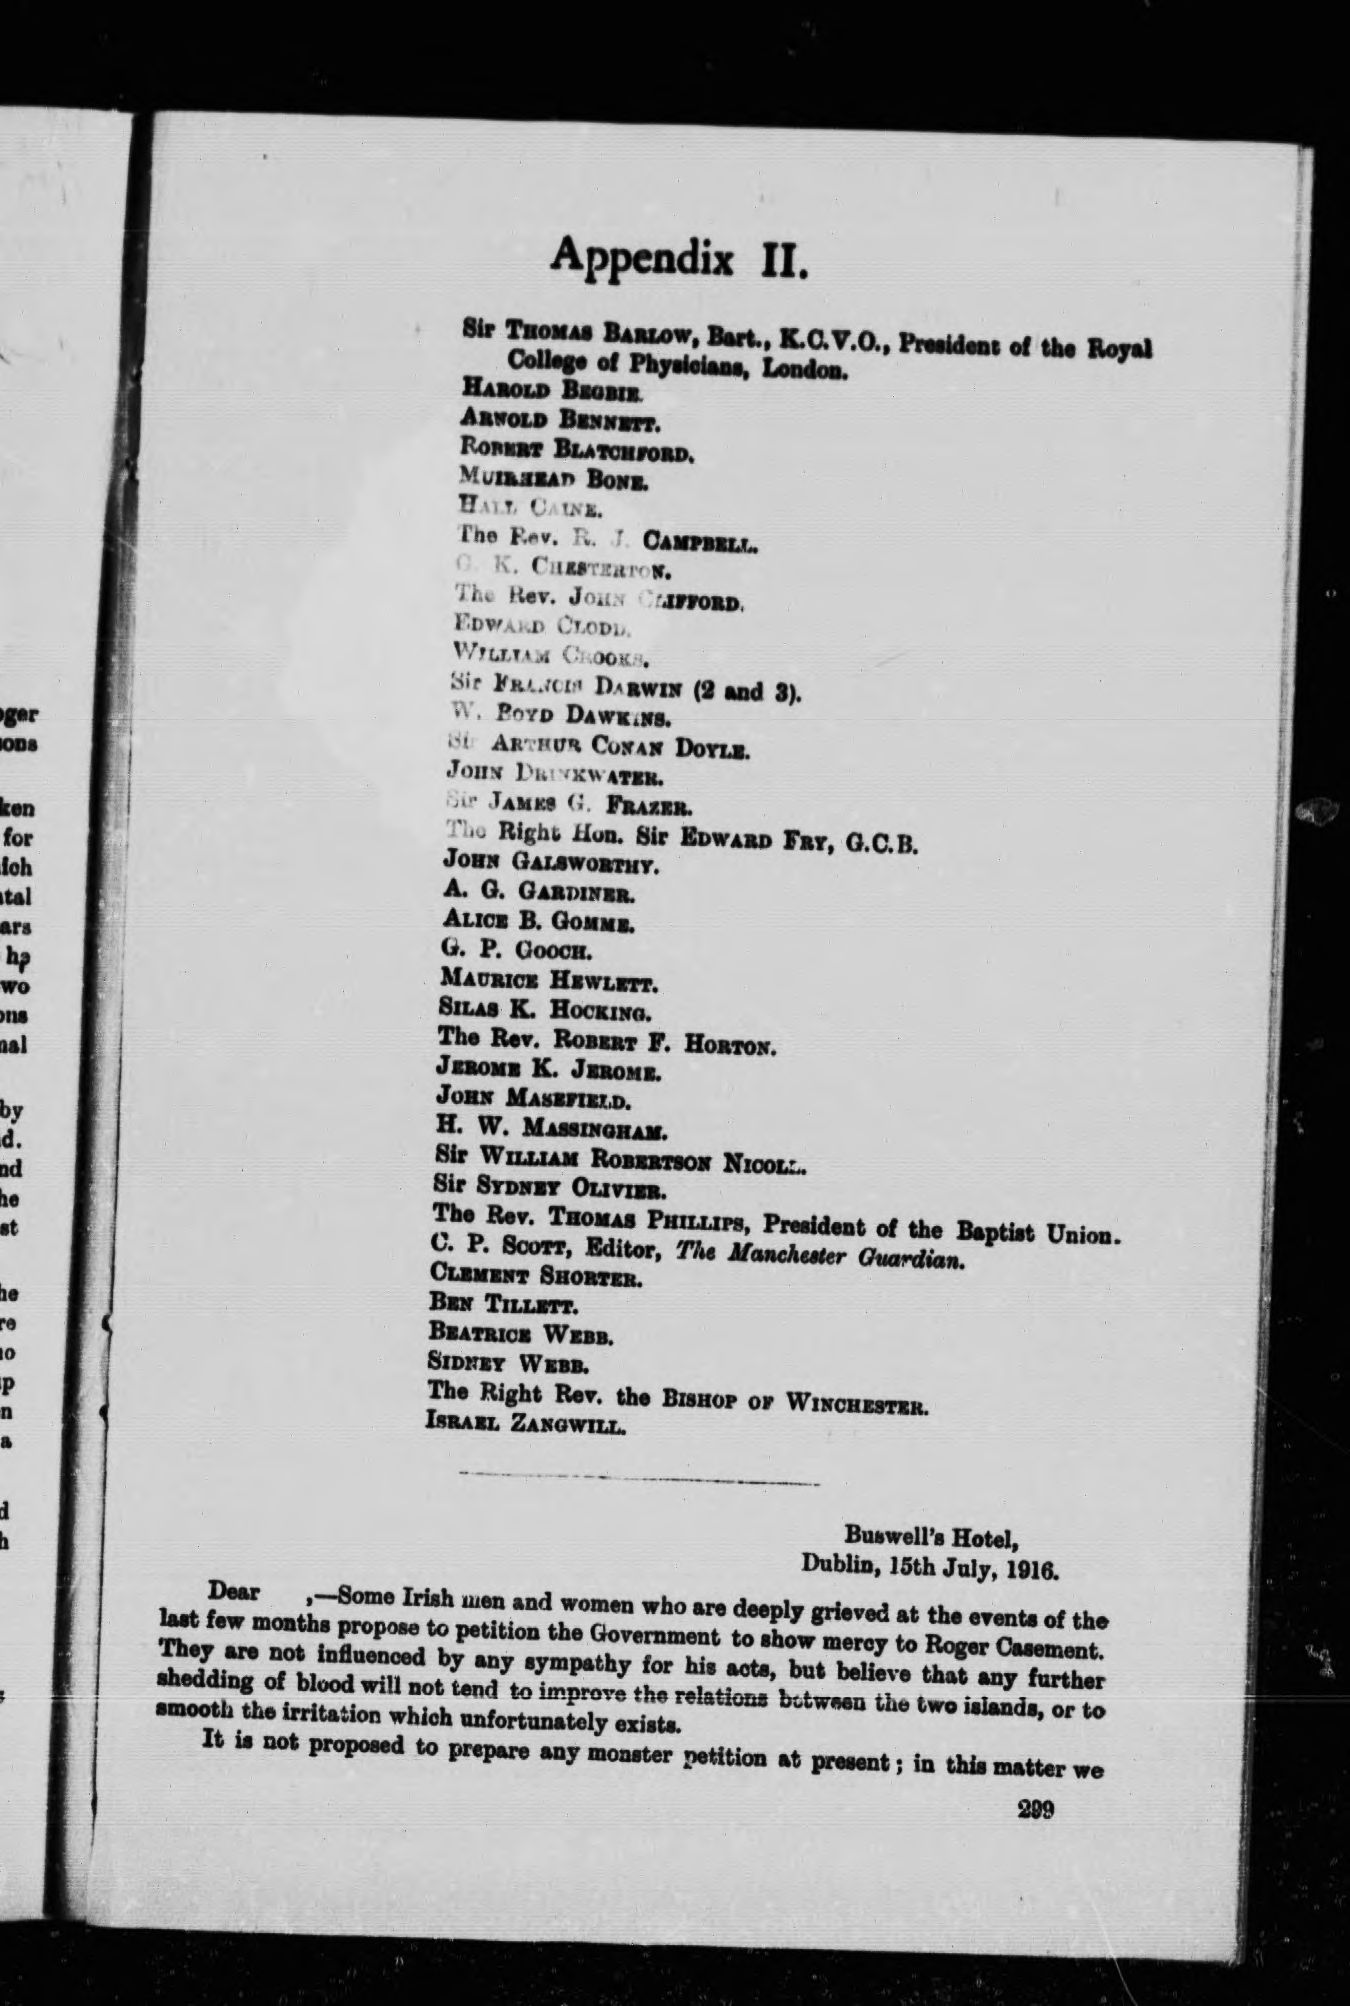 Appendix II.
Sir THOMAS BARLOW, Bart., K.C.V.O., President of the Royal
College of Physicians, London.
HAROLD BEGBIE.
ARNOLD BENNETT.
ROBERT BLATCHFORD.
MUIRHEAD BONE.
HALL CAINE.
The Rev. R. J. CAMPBELL.
G. K. CHESTERTON.
The Rev. JOHN CLIFFORD.
EDWARD CLODD.
WILLIAM CROOKS.
Sir FRANCIS DARWIN (2 and 3).
W. BOYD DAWKINS.
Sir ARTHUR CONAN DOYLE.
JOHN DRINKWATER.
Sir JAMES G. FRAZER.
The Right Hon. Sir EDWARD FRY, G.C.B.
JOHN GALSWORTHY.
A. G. GARDINER.
ALICE B. GOMME.
G. P. GOOCH.
MAURICE HEWLETT.
SILAS K. HOCKING.
The Rev. ROBERT F. HORTON.
JEROME K. JEROME.
JOHN MASEFIELD.
H. W. MASSINGHAM.
Sir WILLIAM ROBERTSON NICOLL.
Sir SYDNEY OLIVIER.
The Rev. THOMAS PHILLIPS, President of the Baptist Union.
C. P. SCOTT, Editor, The Manchester Guardian.
CLEMENT SHORTER.
BEN TILLETT.
BEATRICE WEBB.
SIDNEY WEBB.
The Right Rev. the BISHOP OF WINCHESTER.
ISRAEL ZANGWILL.
Buswell's Hotel,
Dublin, 15th July, 1916.
Dear ,—Some Irish men and women who are deeply grieved at the events of the
last few months propose to petition the Government to show mercy to Roger Casement.
They are not influenced by any sympathy for his acts, but believe that any further
shedding of blood will not tend to improve the relations between the two islands, or to
smooth the irritation which unfortunately exists.
It is not proposed to prepare any monster petition at present; in this matter we
299